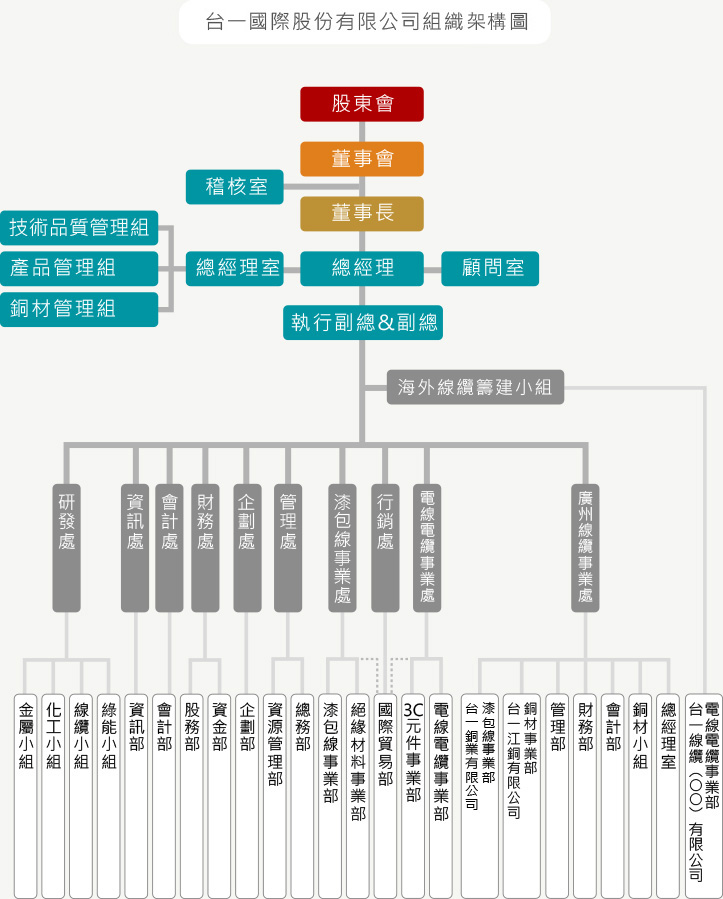 台一國際股份有限公司組織架構圖
股東會
董事會
稽核室
董事長
技術品質管理組
產品管理組
銅材管理組
總經理室
總經理
顧問室
執行副總&副總
海外線纜籌建小組
研發處
資訊處
會計處
財務處
企劃處
管理處
漆包線事業處
行銷處
電線電纜事業處
廣州線纜事業處
金屬小組
化工小組
線纜小組
綠能小組
資訊部
會計部
股務部
資金部
企劃部
資源管理部
總務部
漆包線事業部
絕緣材料事業部
國際貿易部
3C元件事業部
電線電纜事業部
漆包線事業部
台一銅業有限公司
銅材事業部
台一江銅有限公司
管理部
財務部
會計部
銅材小組
總經理室
電線電纜事業部
台一線纜（〇〇）有限公司